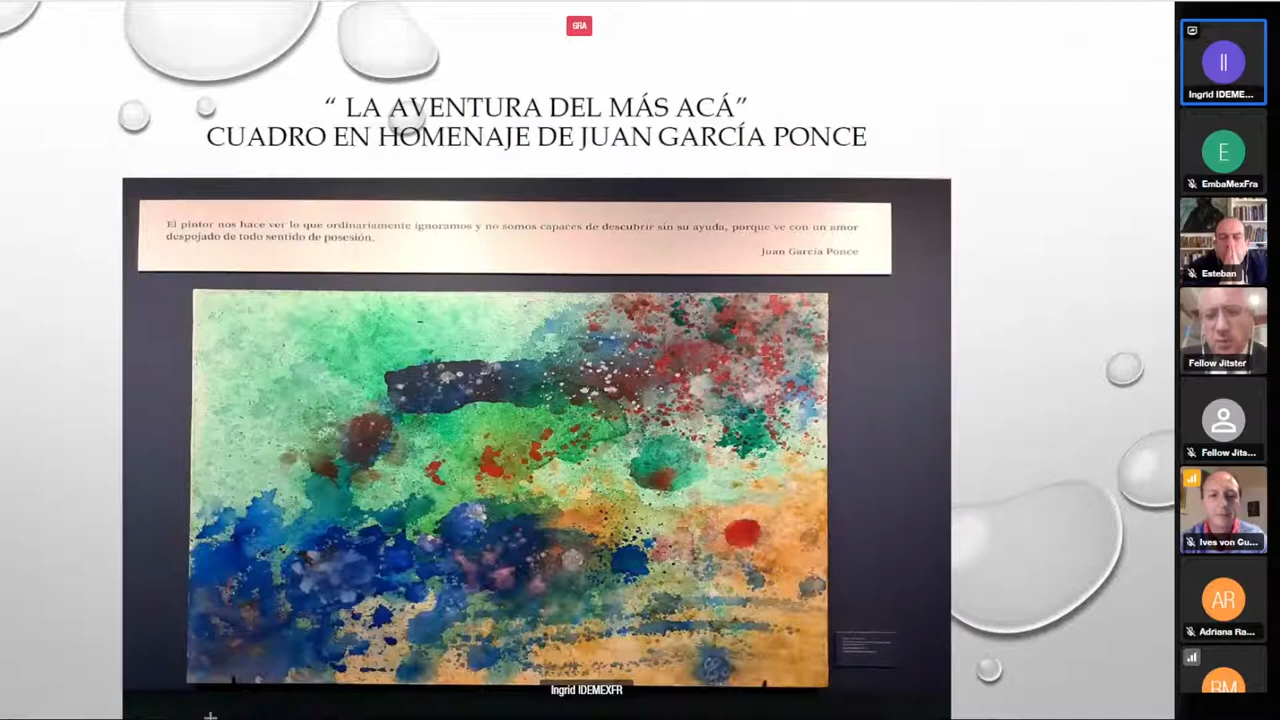 GRA
“ LA AVENTURA DEL MÁS ACÁ”
CUADRO EN HOMENAJE DE JUAN GARCÍA PONCE
El pintor nos hace ver lo que ordinariamente ignoramos y no somos capaces de descubrir sin su ayuda, porque ve con un amor
despojado de todo sentido de posesión.
Juan García Ponce
Ingrid IDEMEXFR
II
Ingrid IDEME...
E
EmbaMexFra
Esteban
Fellow Jitster
Fellow Jits...
Ives von Gu...
AR
Adriana Ra...
BM